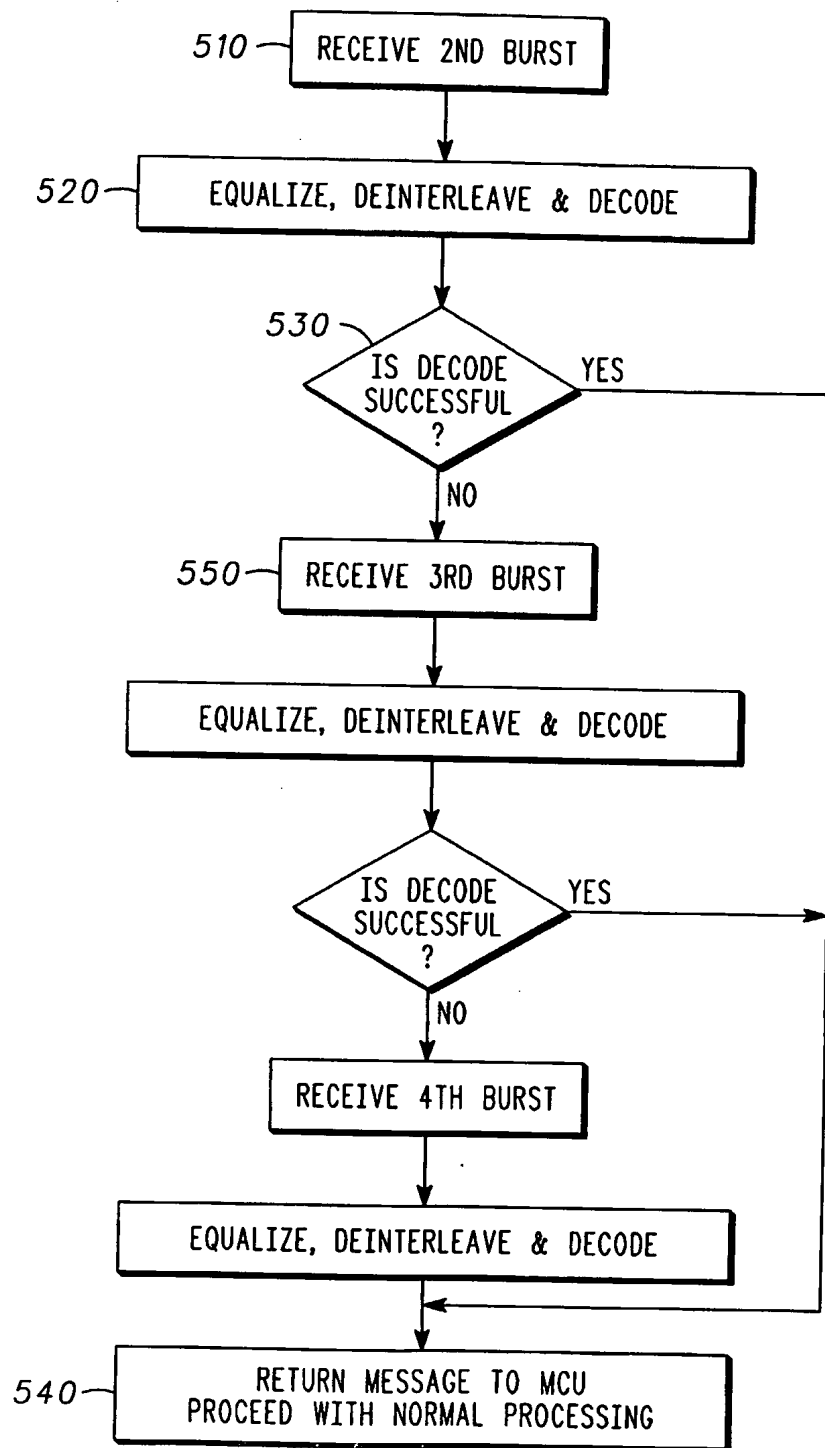 510
RECEIVE 2ND BURST
520
EQUALIZE, DEINTERLEAVE & DECODE
530
IS DECODE
SUCCESSFUL
?
YES
NO
550
RECEIVE 3RD BURST
EQUALIZE, DEINTERLEAVE & DECODE
IS DECODE
SUCCESSFUL
?
YES
NO
RECEIVE 4TH BURST
EQUALIZE, DEINTERLEAVE & DECODE
540
RETURN MESSAGE TO MCU
PROCEED WITH NORMAL PROCESSING